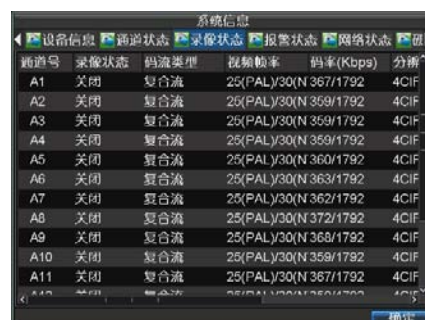 系统信息
设备信息 通道状态 录像状态 报警状态 网络状态
通道号 录像状态 码流类型 视频帧率 码率(Kbps) 分辨
A1 关闭 复合流 25(PAL)/30(N 367/1792 4CIF
A2 关闭 复合流 25(PAL)/30(N 359/1792 4CIF
A3 关闭 复合流 25(PAL)/30(N 359/1792 4CIF
A4 关闭 复合流 25(PAL)/30(N 359/1792 4CIF
A5 关闭 复合流 25(PAL)/30(N 360/1792 4CIF
A6 关闭 复合流 25(PAL)/30(N 363/1792 4CIF
A7 关闭 复合流 25(PAL)/30(N 362/1792 4CIF
A8 关闭 复合流 25(PAL)/30(N 372/1792 4CIF
A9 关闭 复合流 25(PAL)/30(N 368/1792 4CIF
A10 关闭 复合流 25(PAL)/30(N 359/1792 4CIF
A11 关闭 复合流 25(PAL)/30(N 367/1792 4CIF
确定